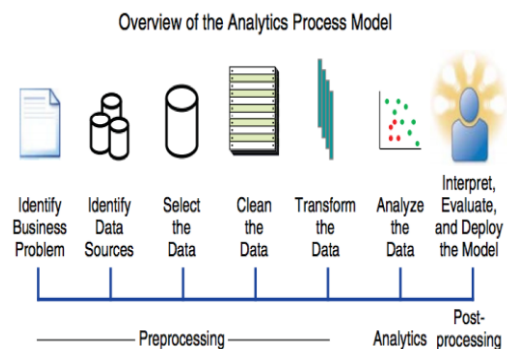 Overview of the Analytics Process Model
Identify
Business
Problem
Identify
Data
Sources
Select
the
Data
Clean
the
Data
Transform
the
Data
Analyze
the
Data
Interpret,
Evaluate,
and Deploy
the Model
Preprocessing
Analytics
Post-
processing